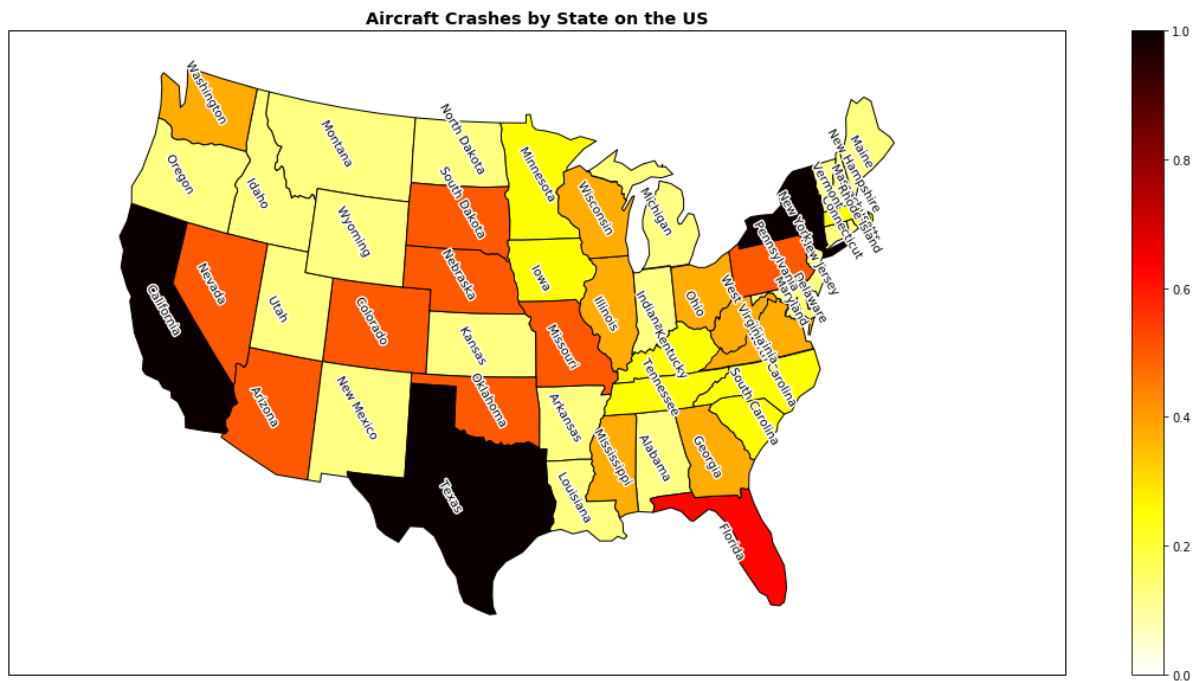 Aircraft Crashes by State on the US
1.0
0.8
0.6
0.4
0.2
0.0
Washington
Oregon
Idaho
Montana
North Dakota
South Dakota
Minnesota
Wisconsin
Michigan
Maine
New Hampshire
Vermont
Connecticut
New York
New Jersey
Pennsylvania
Delaware
Maryland
West Virginia
Ohio
Indiana
Illinois
Iowa
Nebraska
Wyoming
Nevada
Utah
Colorado
California
Arizona
New Mexico
Kansas
Missouri
Kentucky
Tennessee
Carolina
South Carolina
Oklahoma
Arkansas
Mississippi
Alabama
Georgia
Texas
Louisiana
Florida